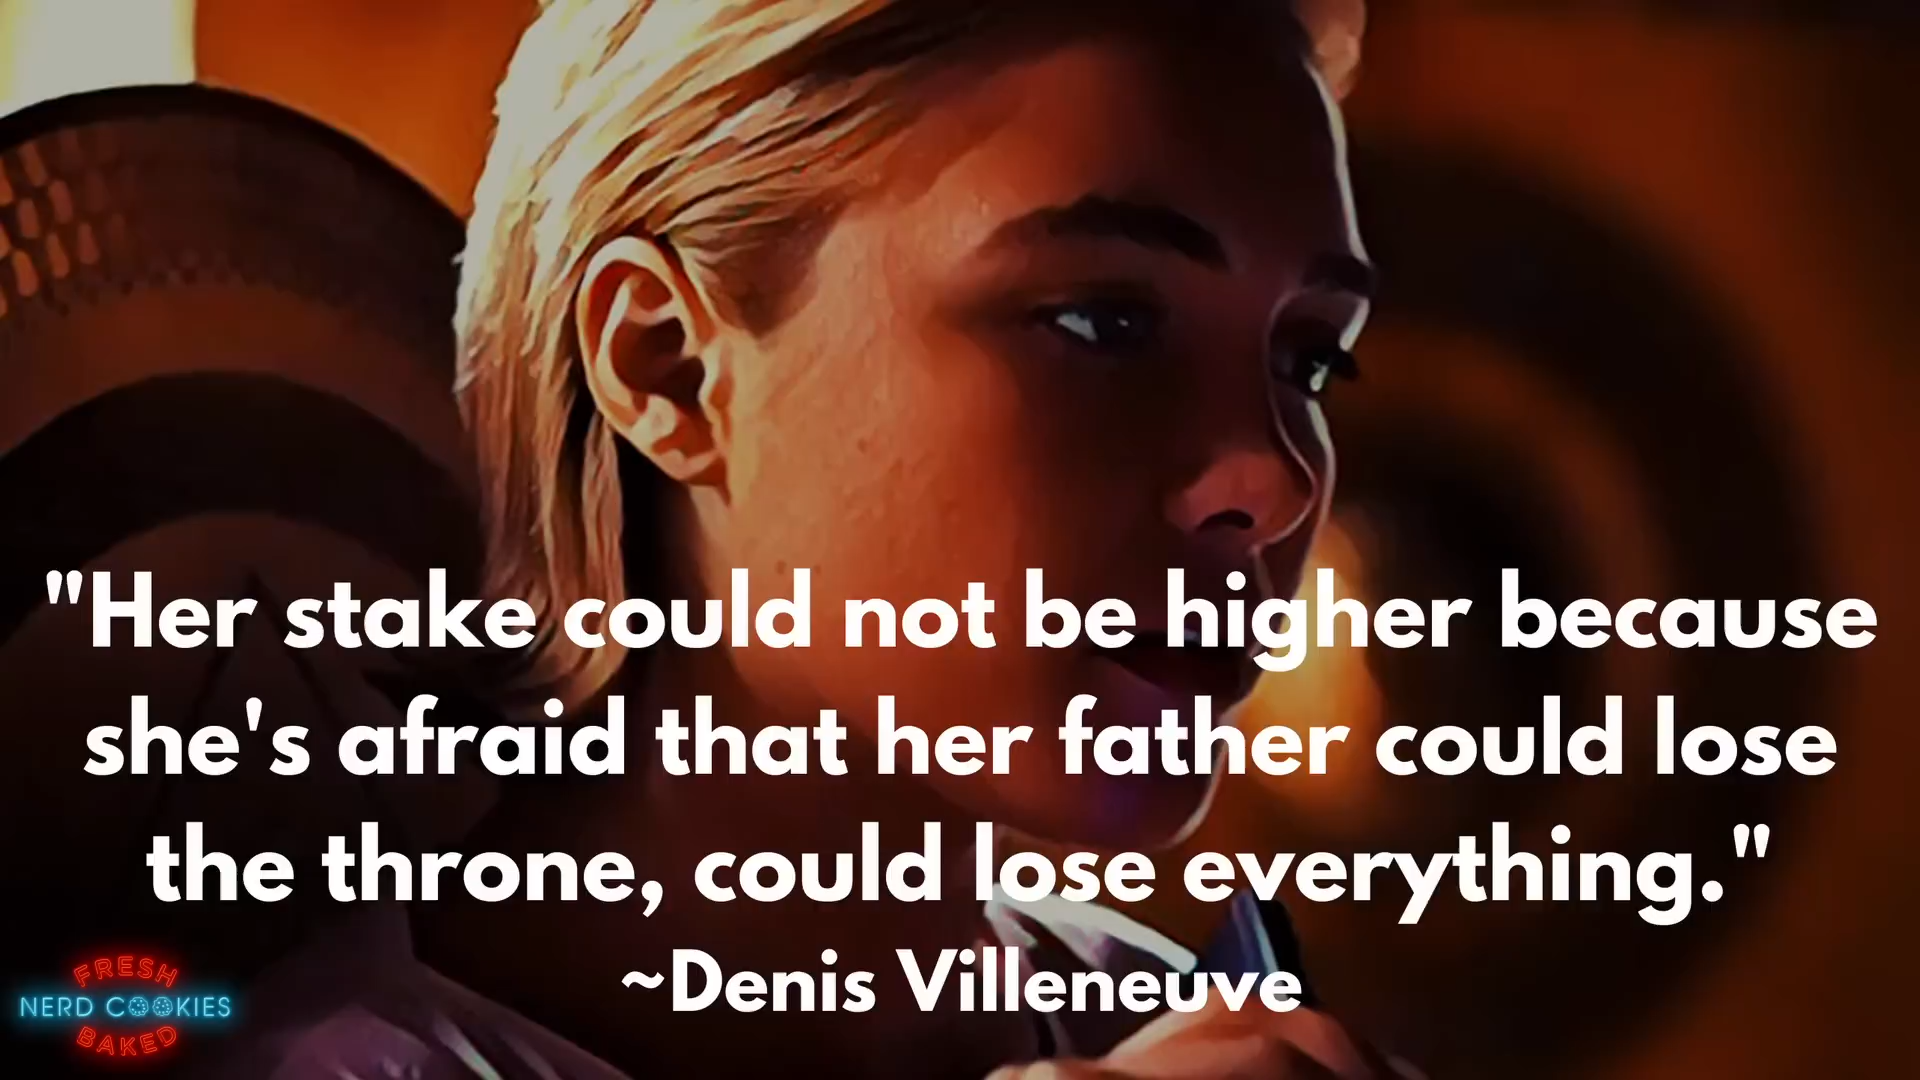 "Her stake could not be higher because
she's afraid that her father could lose
the throne, could lose everything."
~Denis Villeneuve
FRESH
NERD COOKIES
BAKED